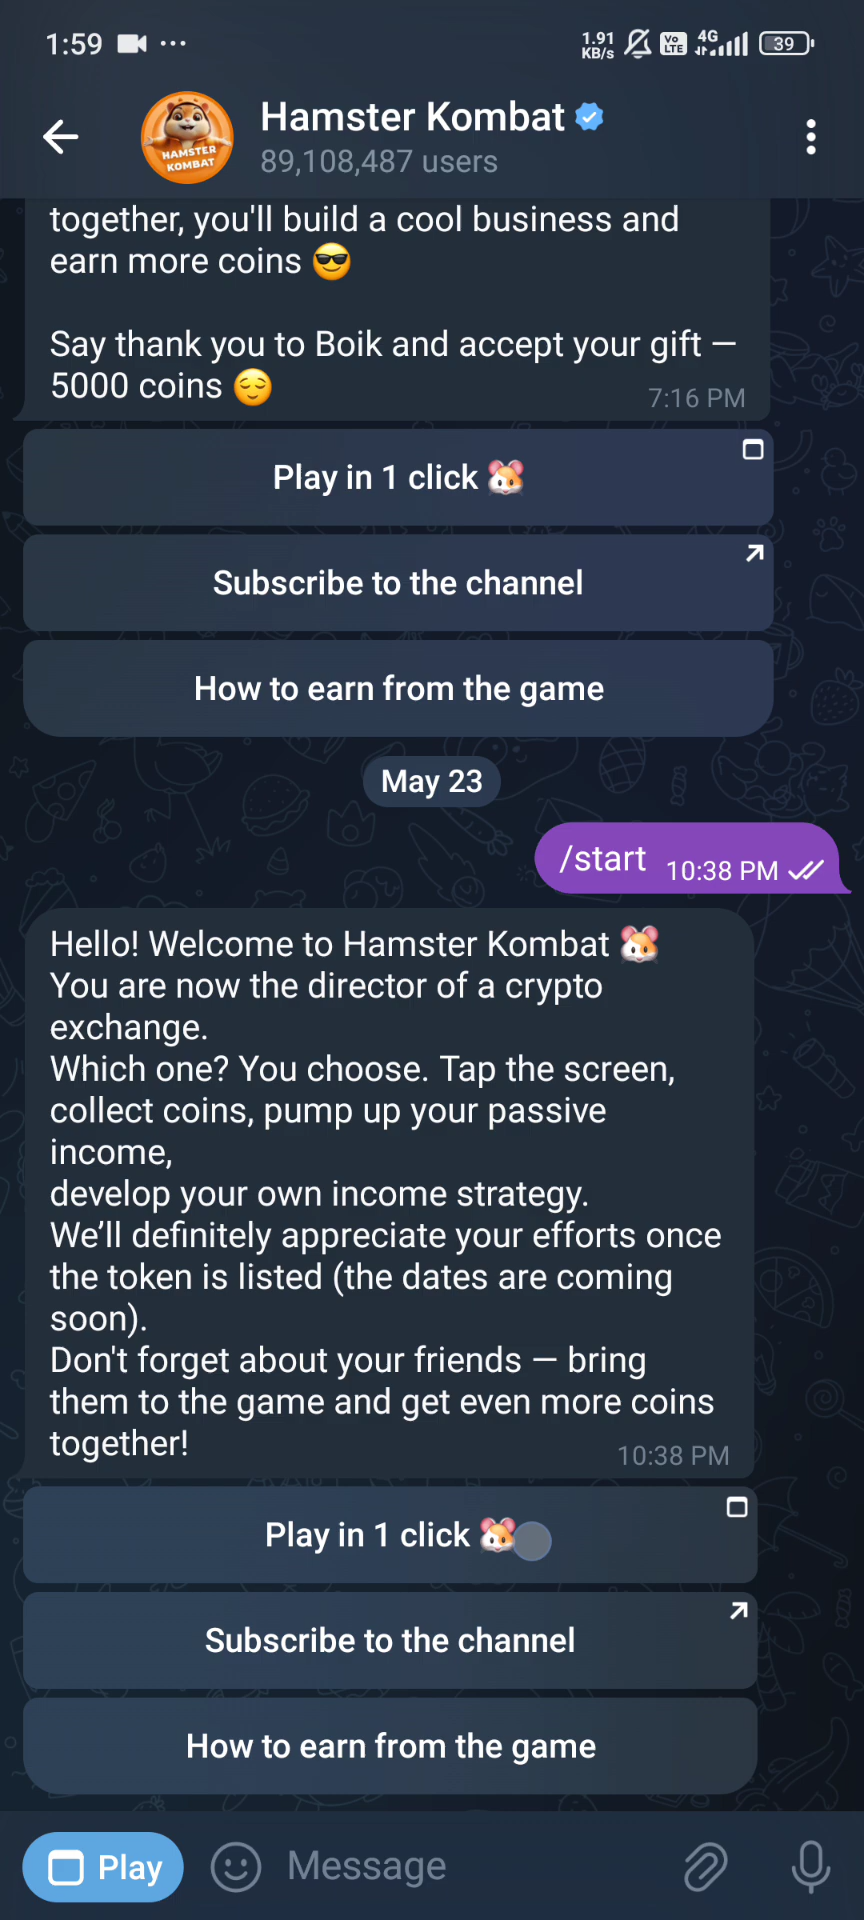 1:59
1.91
KB/s
Vo
LTE
4G
39
HAMSTER
KOMBAT
Hamster Kombat
89,108,487 users
together, you'll build a cool business and
earn more coins 😎
Say thank you to Boik and accept your gift —
5000 coins 😌
7:16 PM
Play in 1 click 🐹
Subscribe to the channel
How to earn from the game
May 23
/start 10:38 PM
Hello! Welcome to Hamster Kombat 🐹
You are now the director of a crypto
exchange.
Which one? You choose. Tap the screen,
collect coins, pump up your passive
income,
develop your own income strategy.
We’ll definitely appreciate your efforts once
the token is listed (the dates are coming
soon).
Don't forget about your friends — bring
them to the game and get even more coins
together!
10:38 PM
Play in 1 click 🐹
Subscribe to the channel
How to earn from the game
Play
Message